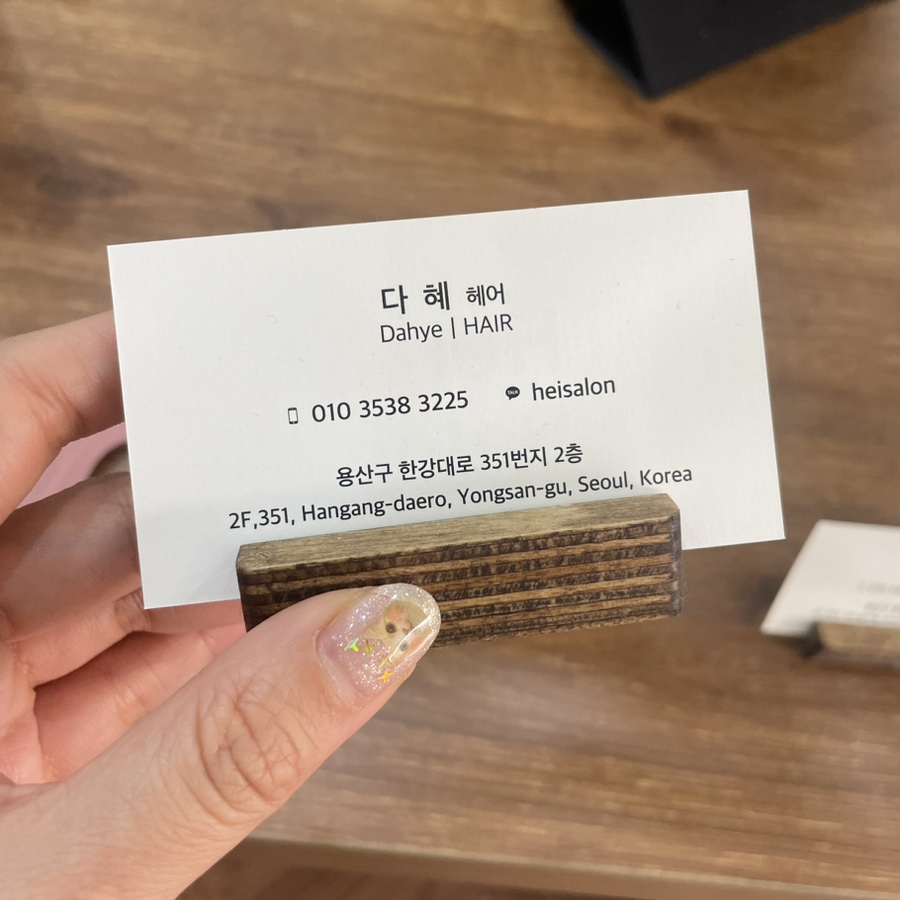 다 혜 헤어
Dahye | HAIR
010 3538 3225 TALK heisalon
용산구 한강대로 351번지 2층
2F,351, Hangang-daero, Yongsan-gu, Seoul, Korea